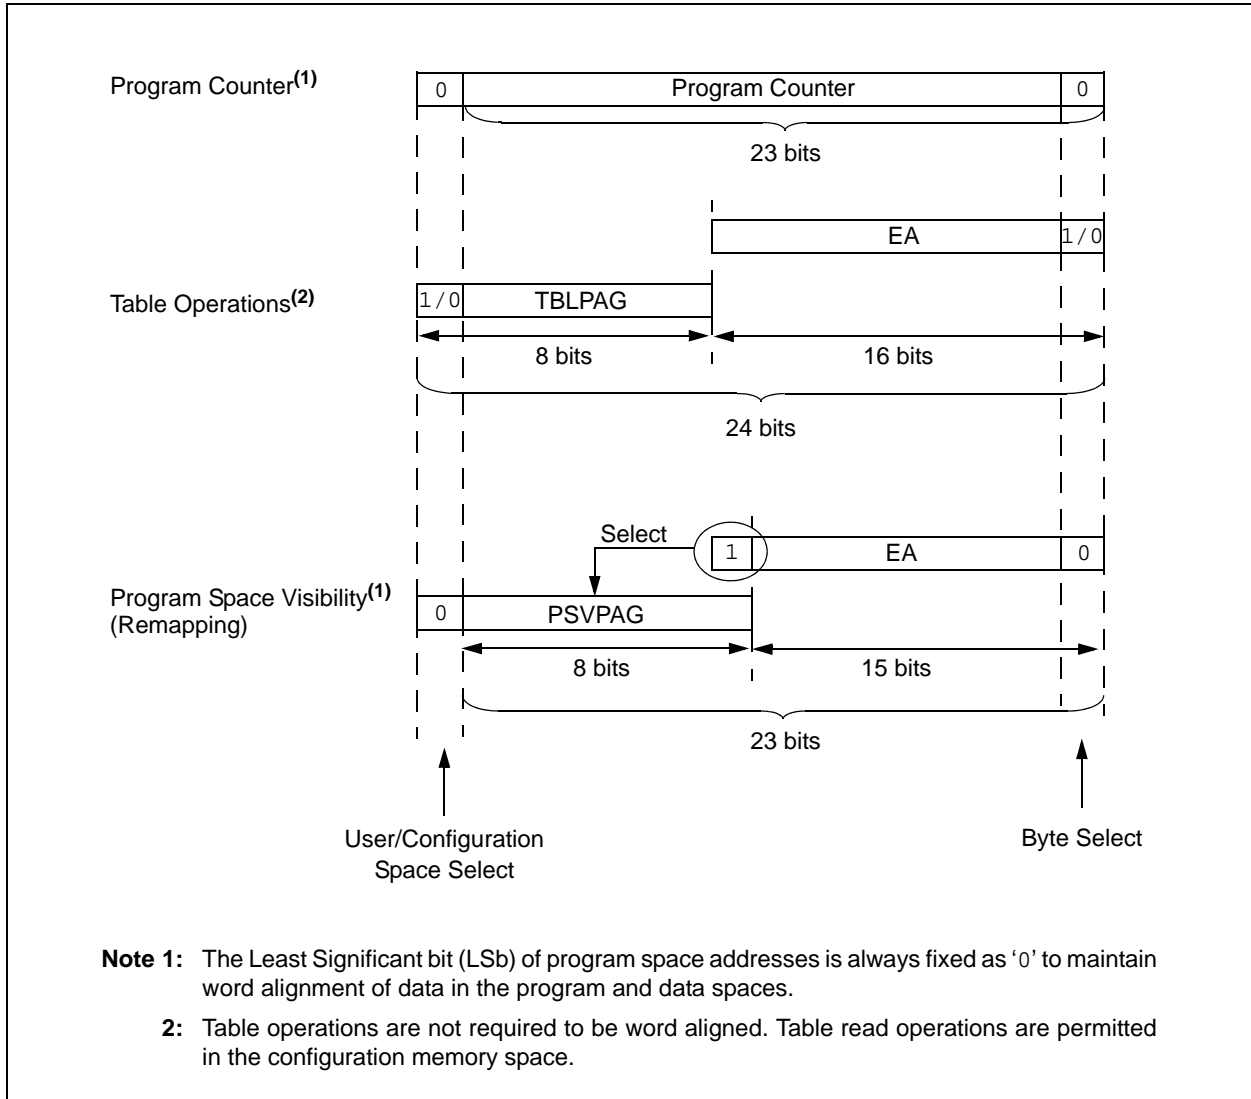 Program Counter(1)
0
Program Counter
0
23 bits
EA
1/0
Table Operations(2)
1/0
TBLPAG
8 bits
16 bits
24 bits
Select
1
EA
0
Program Space Visibility(1)
(Remapping)
0
PSVPAG
8 bits
15 bits
23 bits
User/Configuration
Space Select
Byte Select
Note 1: The Least Significant bit (LSb) of program space addresses is always fixed as ‘0’ to maintain
word alignment of data in the program and data spaces.
2: Table operations are not required to be word aligned. Table read operations are permitted
in the configuration memory space.